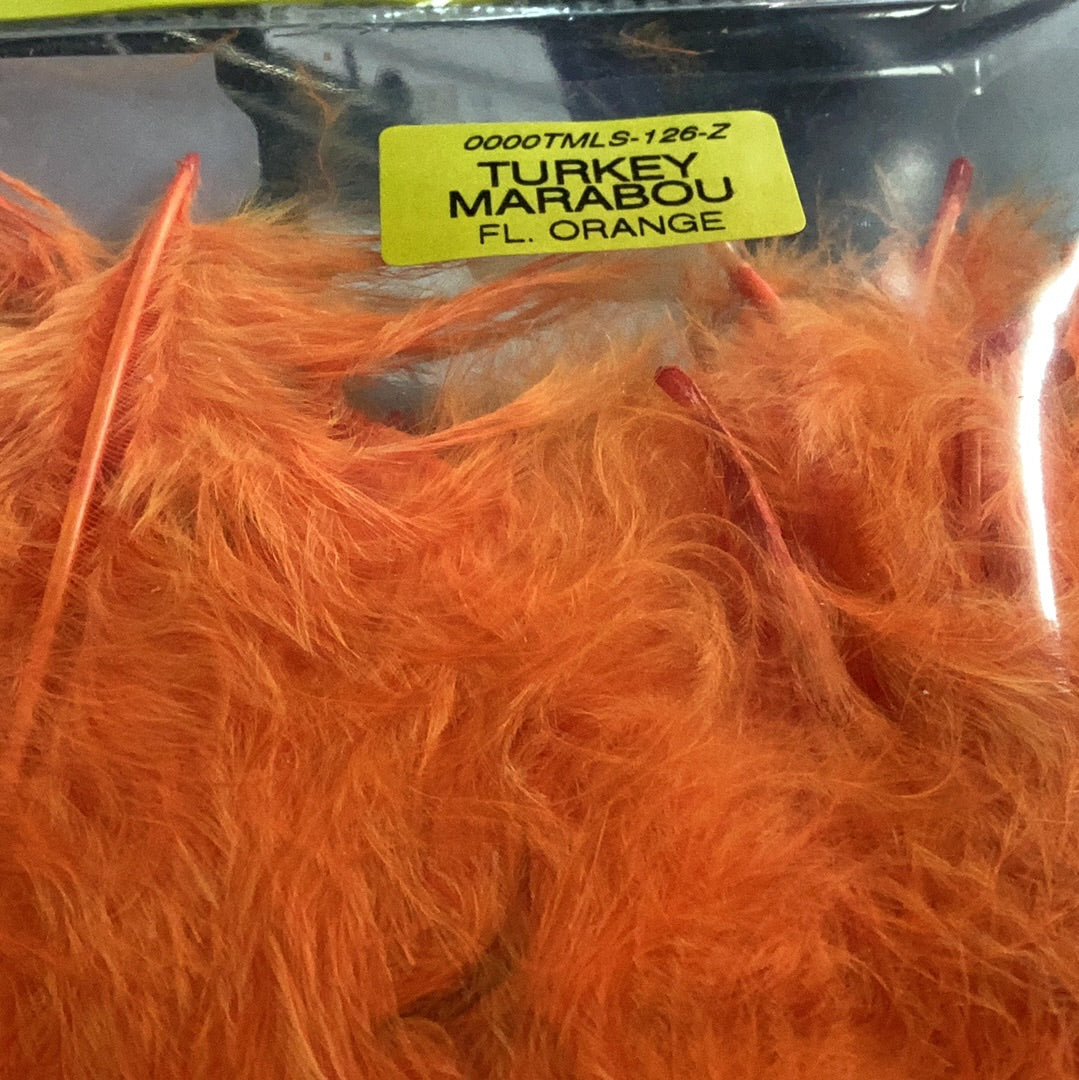 0000TMLS-126-Z
TURKEY
MARABOU
FL. ORANGE